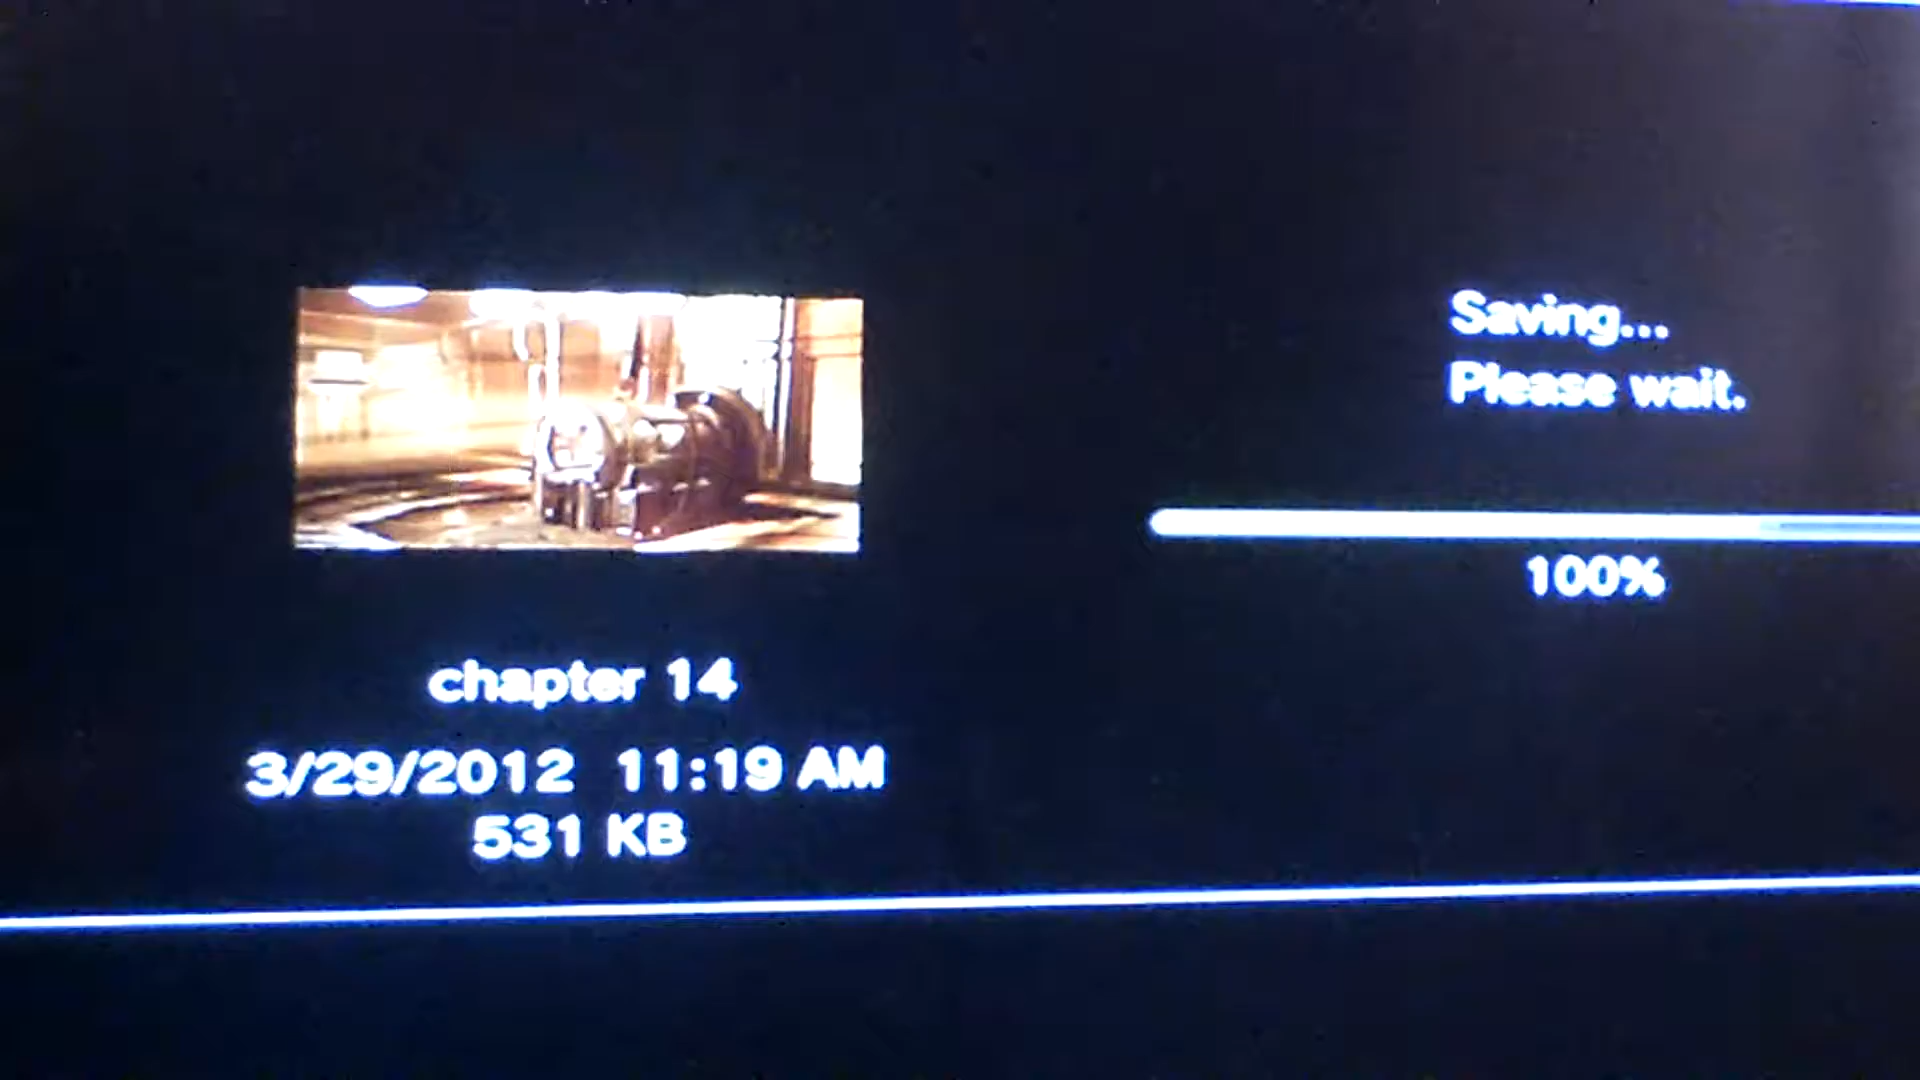 Saving...
Please wait.
100%
chapter 14
3/29/2012 11:19 AM
531 KB